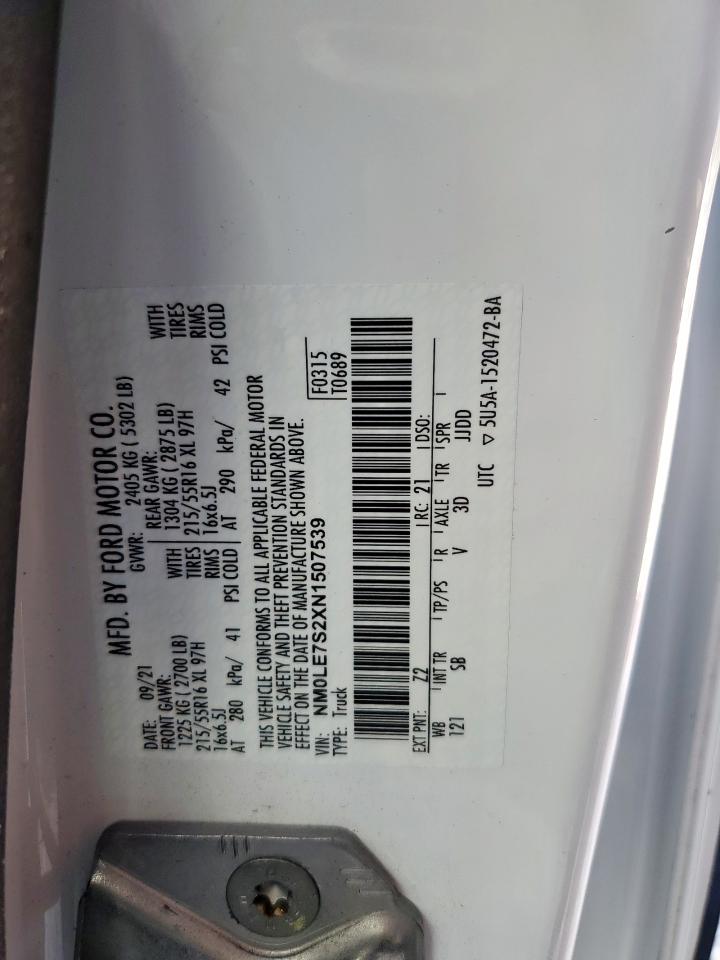 MFD. BY FORD MOTOR CO.
DATE: 09/21 GVWR: 2405 KG ( 5302 LB)
FRONT GAWR: REAR GAWR:
1225 KG ( 2700 LB) WITH 1304 KG ( 2875 LB) WITH
215/55R16 XL 97H TIRES 215/55R16 XL 97H TIRES
16x6.5J RIMS 16x6.5J RIMS
AT 280 kPa/ 41 PSI COLD AT 290 kPa/ 42 PSI COLD
THIS VEHICLE CONFORMS TO ALL APPLICABLE FEDERAL MOTOR
VEHICLE SAFETY AND THEFT PREVENTION STANDARDS IN
EFFECT ON THE DATE OF MANUFACTURE SHOWN ABOVE.
VIN: NM0LE7S2XN1507539 F0315
TYPE: Truck T0689
EXT PNT: Z2 RC: 21 DSO:
WB INT TR TP/PS R AXLE TR SPR
121 SB V 3D JJDD
UTC ▽ 5U5A-1520472-BA